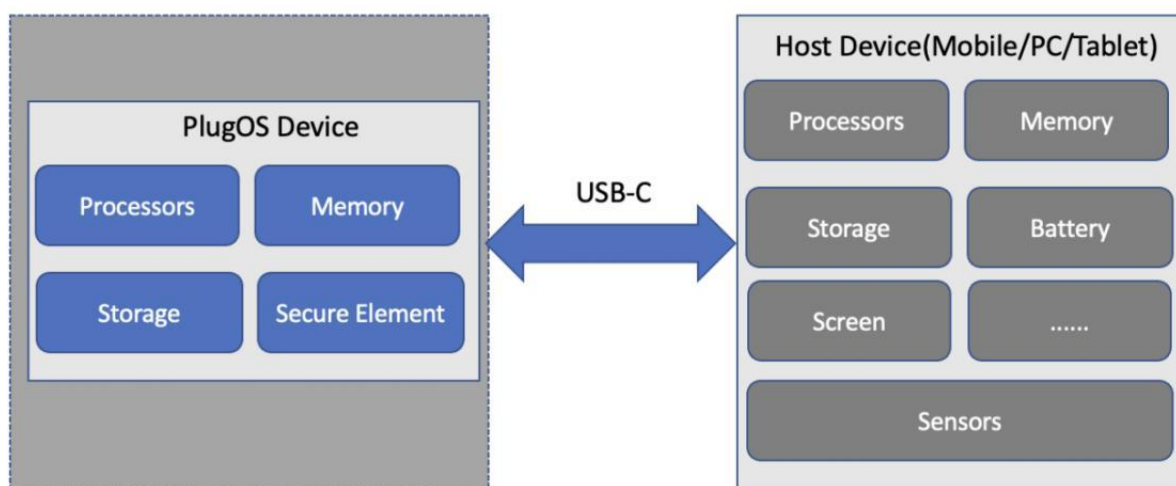 PlugOS Device
Processors
Memory
Storage
Secure Element
USB-C
Host Device(Mobile/PC/Tablet)
Processors
Memory
Storage
Battery
Screen
......
Sensors